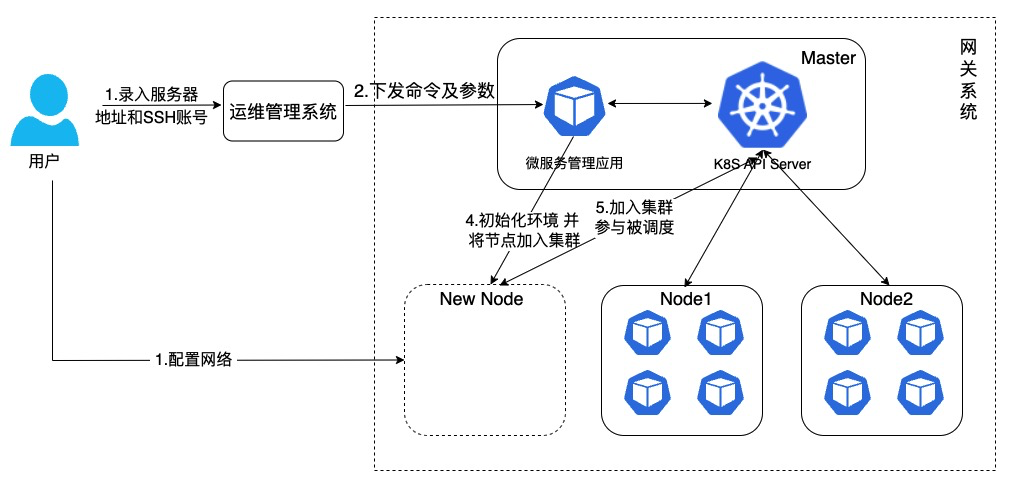 网
关
系
统
Master
1.录入服务器
地址和SSH账号
运维管理系统
2.下发命令及参数
用户
微服务管理应用
K8S API Server
4.初始化环境 并
将节点加入集群
5.加入集群
参与被调度
New Node
Node1
Node2
1.配置网络